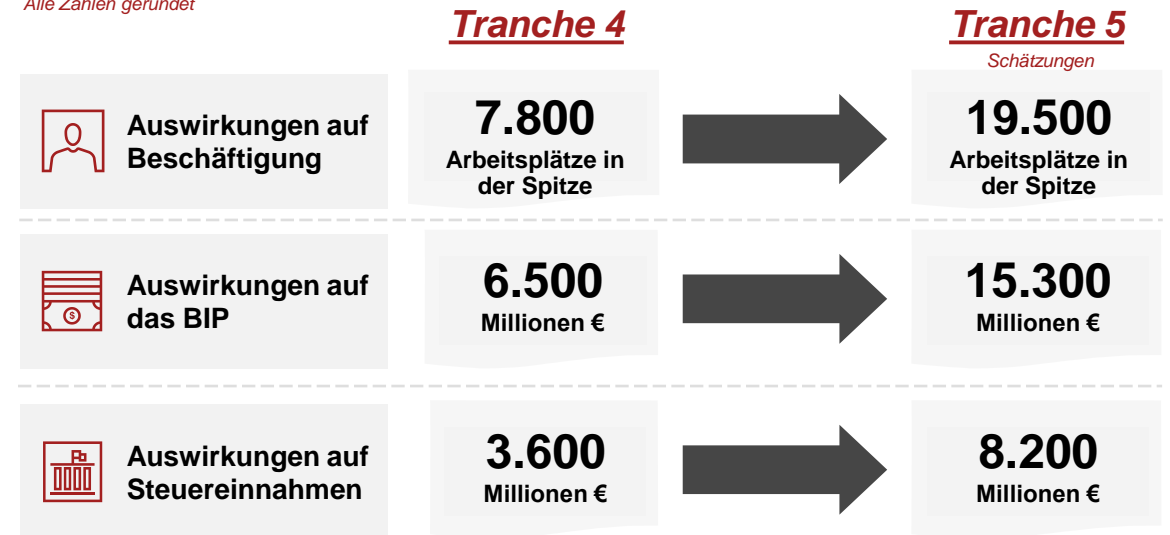 Alle Zahlen gerundet
Tranche 4
Tranche 5
Schätzungen
Auswirkungen auf
Beschäftigung
7.800
Arbeitsplätze in
der Spitze
19.500
Arbeitsplätze in
der Spitze
Auswirkungen auf
das BIP
6.500
Millionen €
15.300
Millionen €
Auswirkungen auf
Steuereinnahmen
3.600
Millionen €
8.200
Millionen €